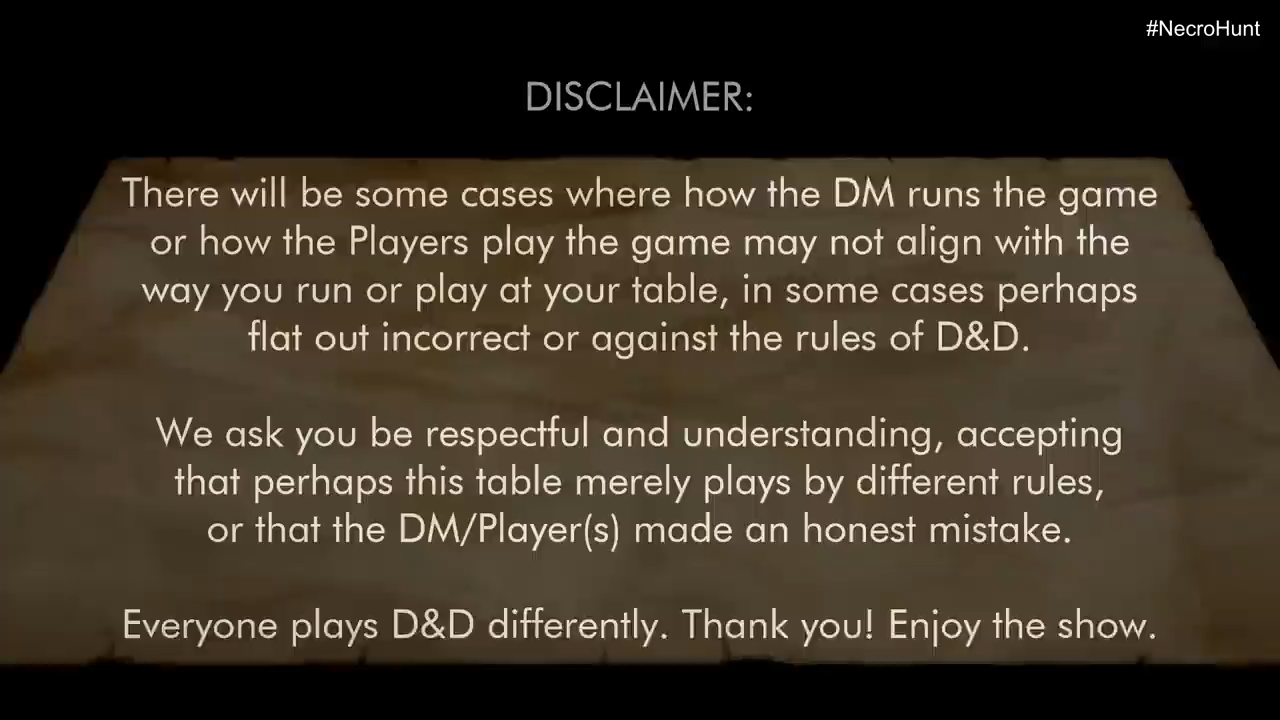 #NecroHunt
DISCLAIMER:
There will be some cases where how the DM runs the game
or how the Players play the game may not align with the
way you run or play at your table, in some cases perhaps
flat out incorrect or against the rules of D&D.
We ask you be respectful and understanding, accepting
that perhaps this table merely plays by different rules,
or that the DM/Player(s) made an honest mistake.
Everyone plays D&D differently. Thank you! Enjoy the show.